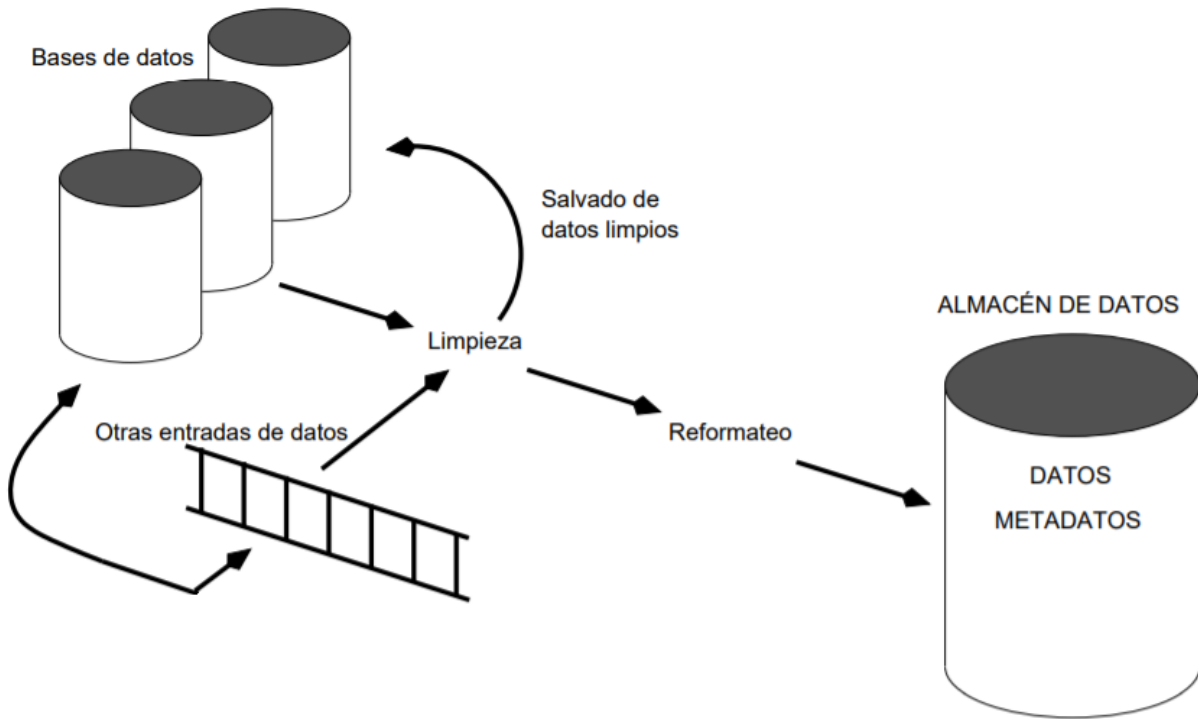 Bases de datos
Salvado de
datos limpios
ALMACÉN DE DATOS
Limpieza
Otras entradas de datos
Reformateo
DATOS
METADATOS